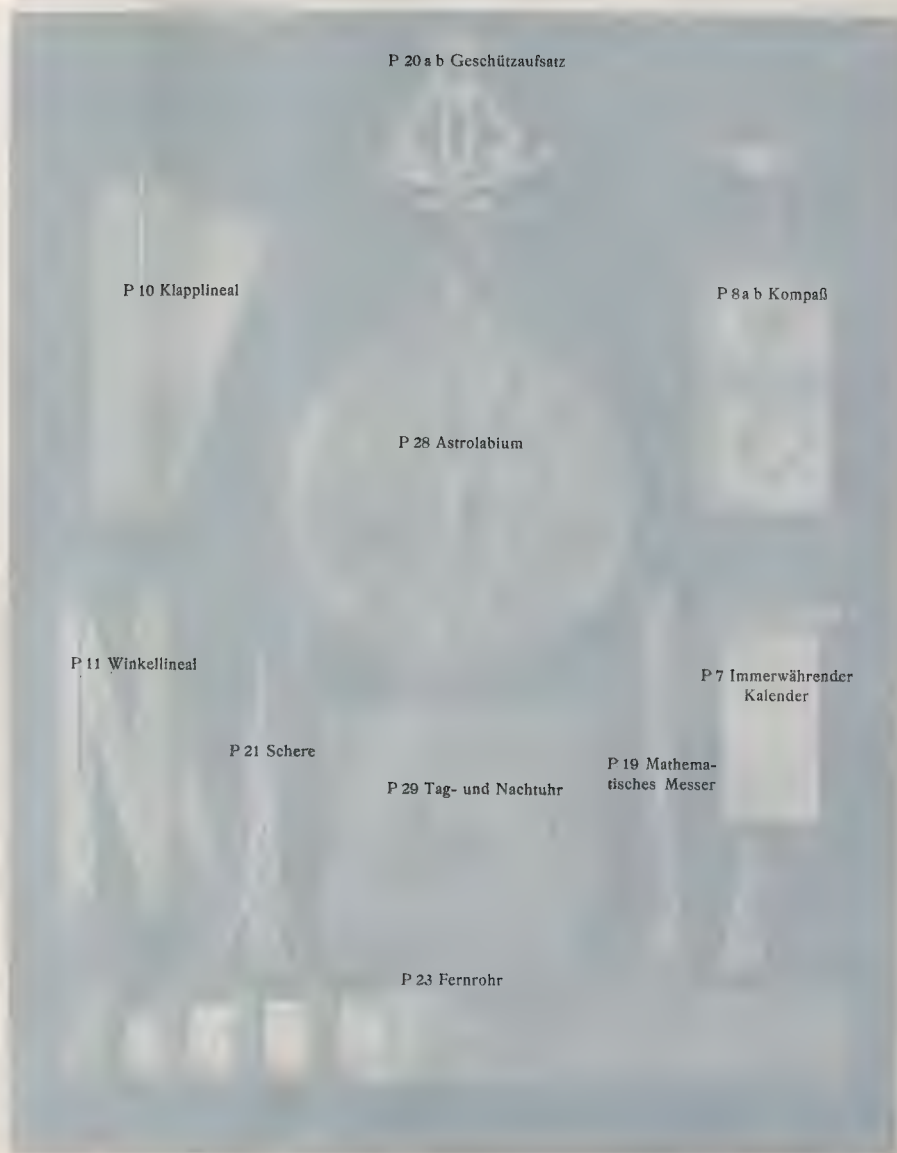 P 20 a b Geschützaufsatz
P 10 Klapplineal
P 8a b Kompaß
P 28 Astrolabium
P 11 Winkellineal
P 7 Immerwährender
Kalender
P 21 Schere
P 19 Mathema-
tisches Messer
P 29 Tag- und Nachtuhr
P 23 Fernrohr